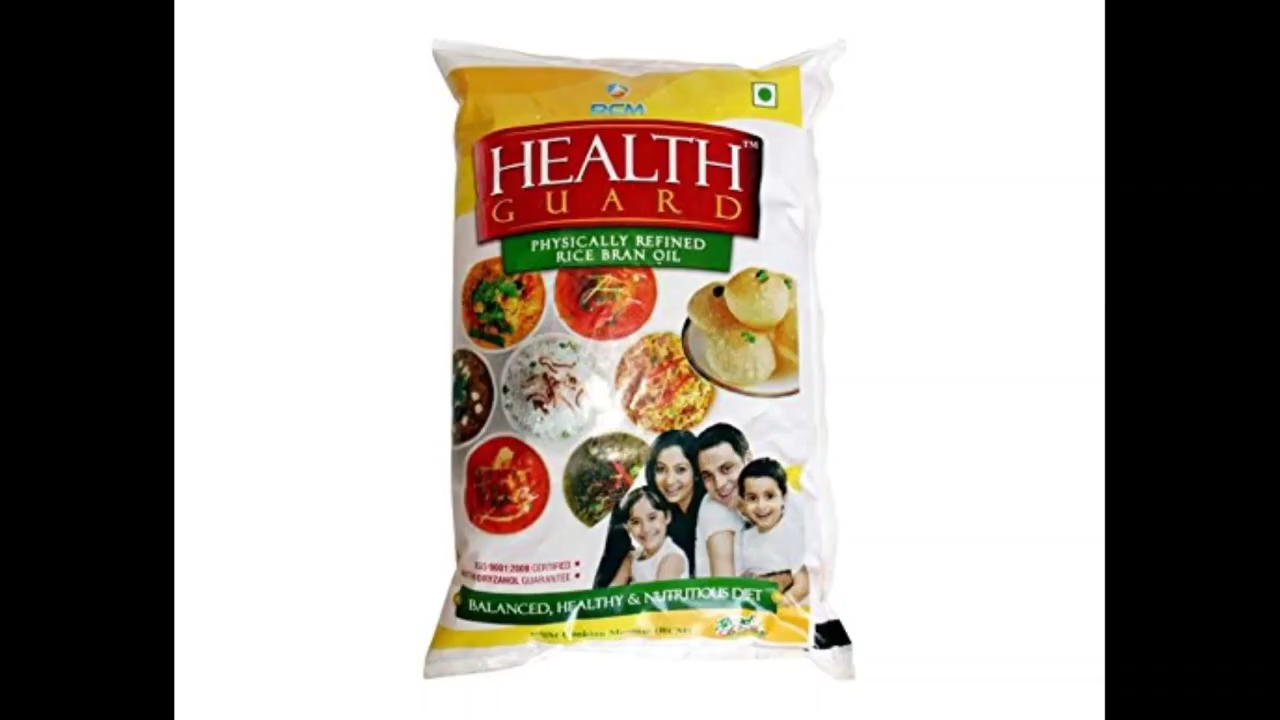 RCM
HEALTH™
GUARD
PHYSICALLY REFINED
RICE BRAN OIL
ISO 9001:2008 CERTIFIED
ORYZANOL GUARANTEE
BALANCED, HEALTHY & NUTRITIOUS DIET